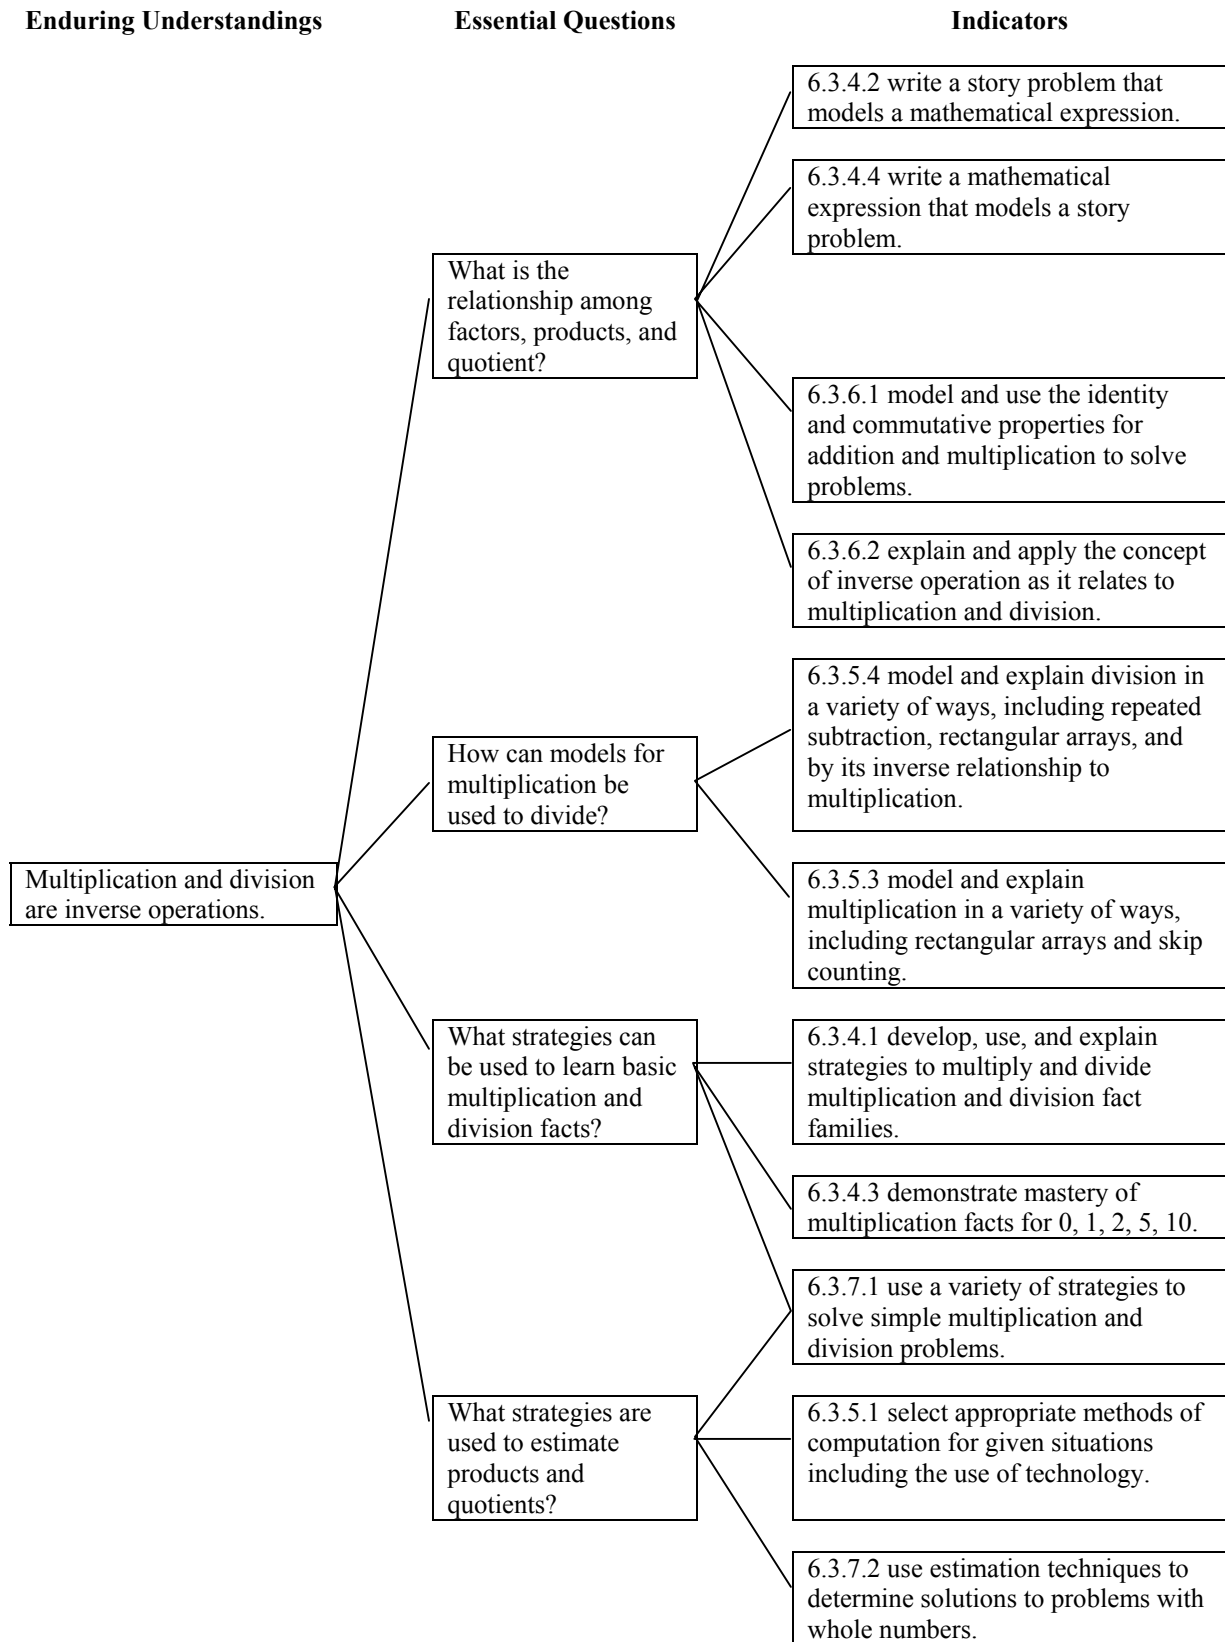 Enduring Understandings Essential Questions Indicators
6.3.4.2 write a story problem that
models a mathematical expression.
6.3.4.4 write a mathematical
expression that models a story
problem.
What is the
relationship among
factors, products, and
quotient?
6.3.6.1 model and use the identity
and commutative properties for
addition and multiplication to solve
problems.
6.3.6.2 explain and apply the concept
of inverse operation as it relates to
multiplication and division.
6.3.5.4 model and explain division in
a variety of ways, including repeated
subtraction, rectangular arrays, and
by its inverse relationship to
multiplication.
How can models for
multiplication be
used to divide?
Multiplication and division
are inverse operations.
6.3.5.3 model and explain
multiplication in a variety of ways,
including rectangular arrays and skip
counting.
What strategies can
be used to learn basic
multiplication and
division facts?
6.3.4.1 develop, use, and explain
strategies to multiply and divide
multiplication and division fact
families.
6.3.4.3 demonstrate mastery of
multiplication facts for 0, 1, 2, 5, 10.
6.3.7.1 use a variety of strategies to
solve simple multiplication and
division problems.
What strategies are
used to estimate
products and
quotients?
6.3.5.1 select appropriate methods of
computation for given situations
including the use of technology.
6.3.7.2 use estimation techniques to
determine solutions to problems with
whole numbers.